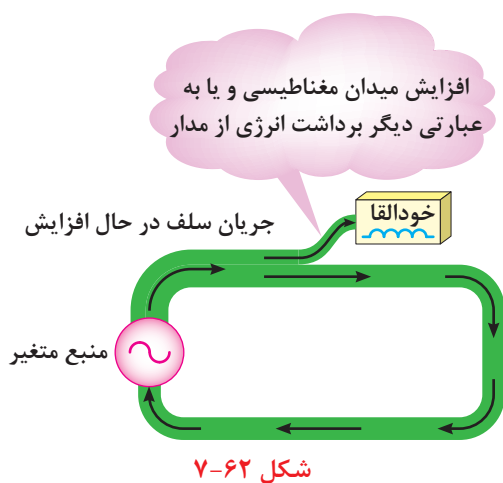 افزایش میدان مغناطیسی و یا به
عبارتی دیگر برداشت انرژی از مدار
خودالقا
جریان سلف در حال افزایش
منبع متغیر
شکل ۶۲-۷